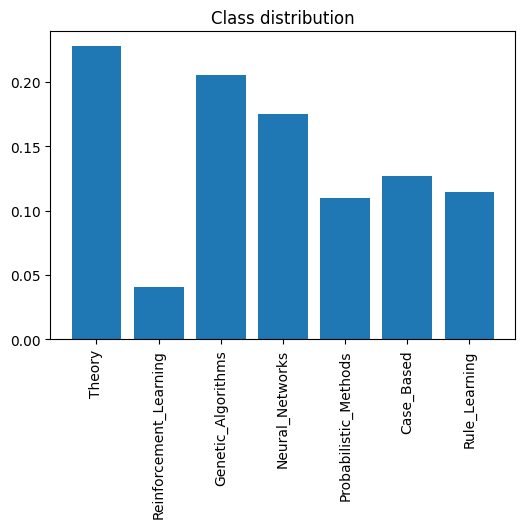 Class distribution
0.20
0.15
0.10
0.05
0.00
Theory
Reinforcement_Learning
Genetic_Algorithms
Neural_Networks
Probabilistic_Methods
Case_Based
Rule_Learning